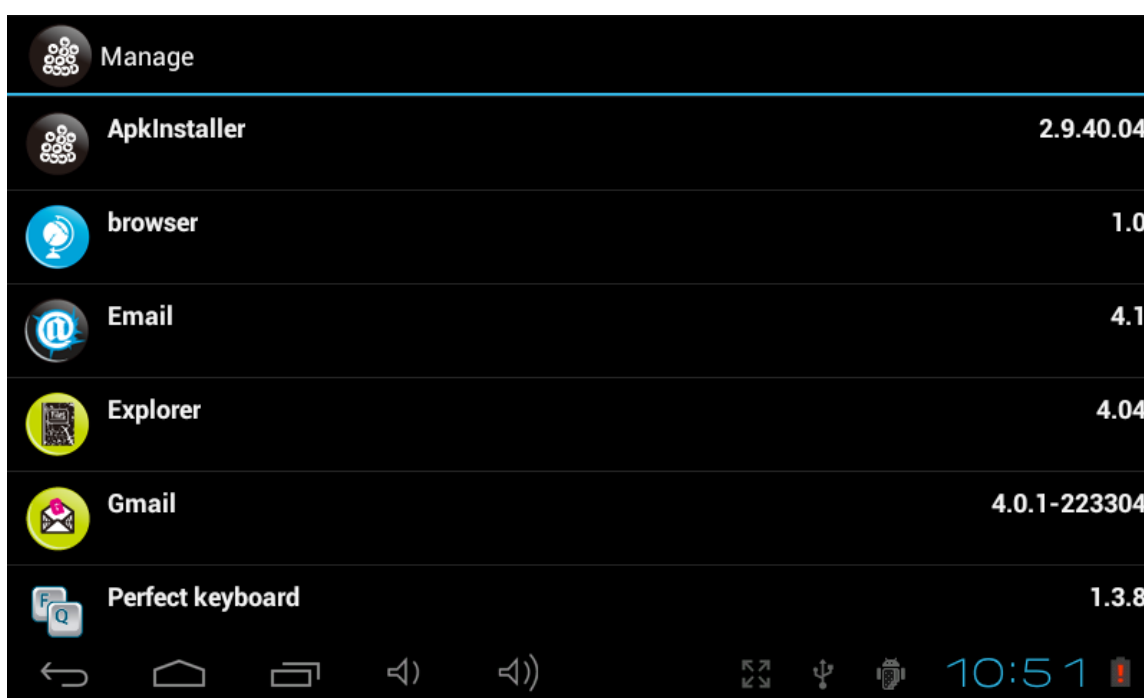 Manage
ApkInstaller 2.9.40.04
browser 1.0
Email 4.1
Explorer 4.04
Gmail 4.0.1-223304
Perfect keyboard 1.3.8
10:51